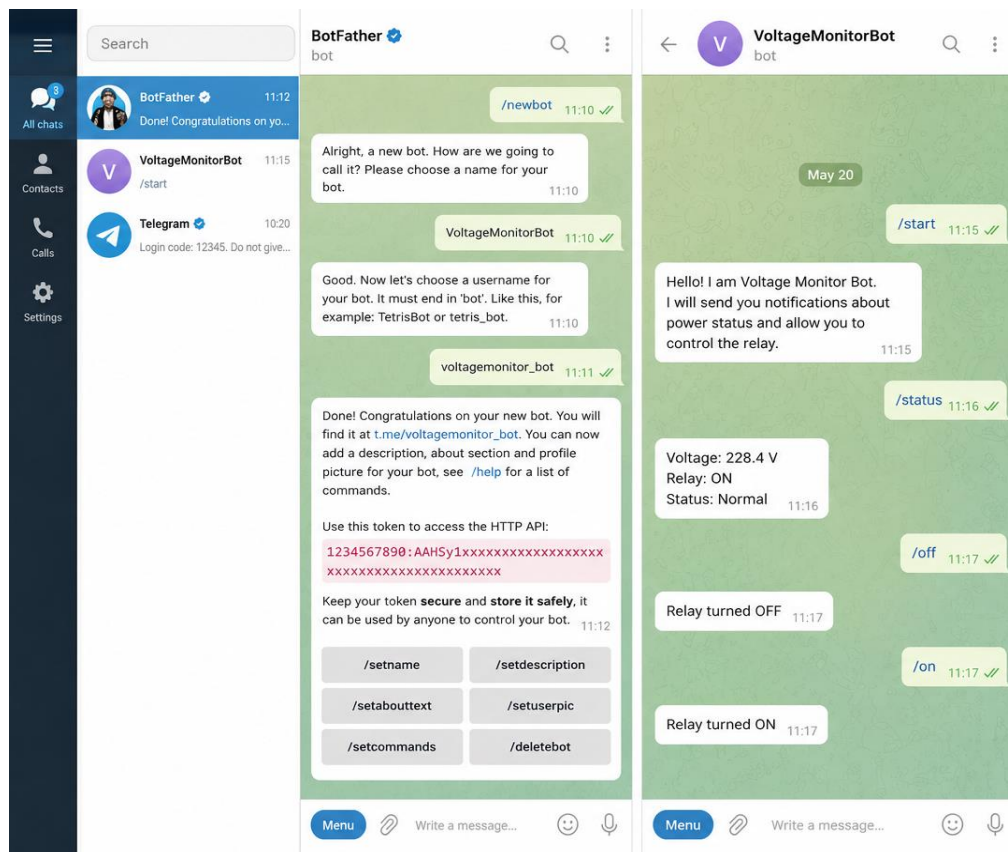 Search
3
All chats
Contacts
Calls
Settings
BotFather
11:12
Done! Congratulations on yo...
V
VoltageMonitorBot
11:15
/start
Telegram
10:20
Login code: 12345. Do not give...
BotFather
bot
/newbot 11:10
Alright, a new bot. How are we going to
call it? Please choose a name for your
bot.
11:10
VoltageMonitorBot 11:10
Good. Now let's choose a username for
your bot. It must end in 'bot'. Like this, for
example: TetrisBot or tetris_bot.
11:10
voltagemonitor_bot 11:11
Done! Congratulations on your new bot. You will
find it at t.me/voltagemonitor_bot. You can now
add a description, about section and profile
picture for your bot, see /help for a list of
commands.
Use this token to access the HTTP API:
1234567890:AAHSy1xxxxxxxxxxxxxxxxxx
xxxxxxxxxxxxxxxxxxxxxx
Keep your token secure and store it safely, it
can be used by anyone to control your bot. 11:12
/setname
/setdescription
/setabouttext
/setuserpic
/setcommands
/deletebot
Menu
Write a message...
V
VoltageMonitorBot
bot
May 20
/start 11:15
Hello! I am Voltage Monitor Bot.
I will send you notifications about
power status and allow you to
control the relay.
11:15
/status 11:16
Voltage: 228.4 V
Relay: ON
Status: Normal 11:16
/off 11:17
Relay turned OFF 11:17
/on 11:17
Relay turned ON 11:17
Menu
Write a message...